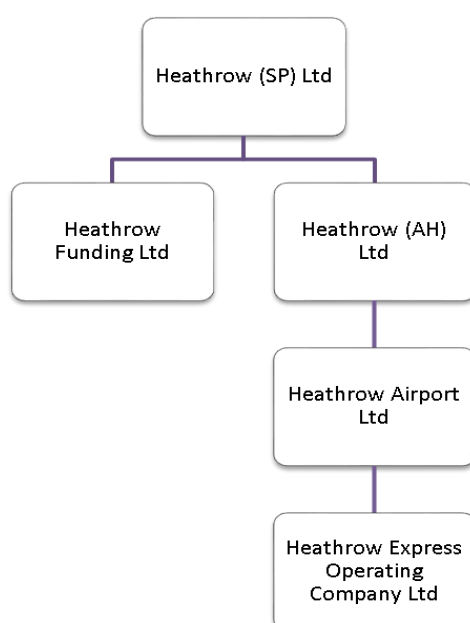 Heathrow (SP) Ltd
Heathrow
Funding Ltd
Heathrow (AH)
Ltd
Heathrow Airport
Ltd
Heathrow Express
Operating
Company Ltd